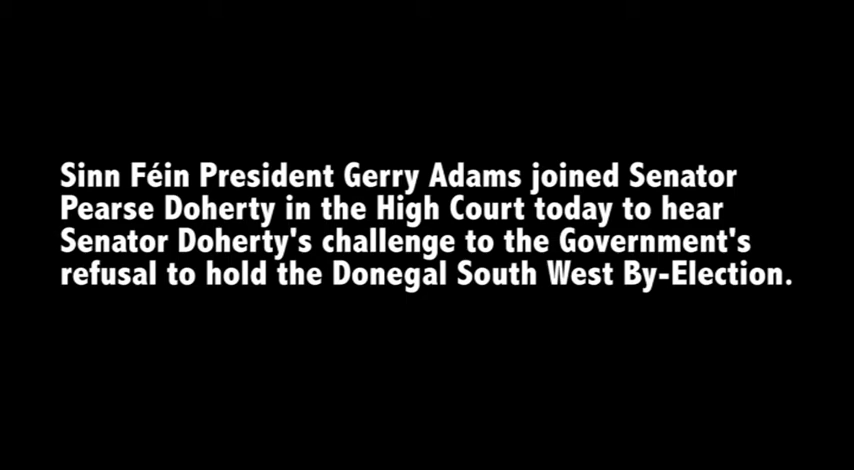 Sinn Féin President Gerry Adams joined Senator
Pearse Doherty in the High Court today to hear
Senator Doherty's challenge to the Government's
refusal to hold the Donegal South West By-Election.